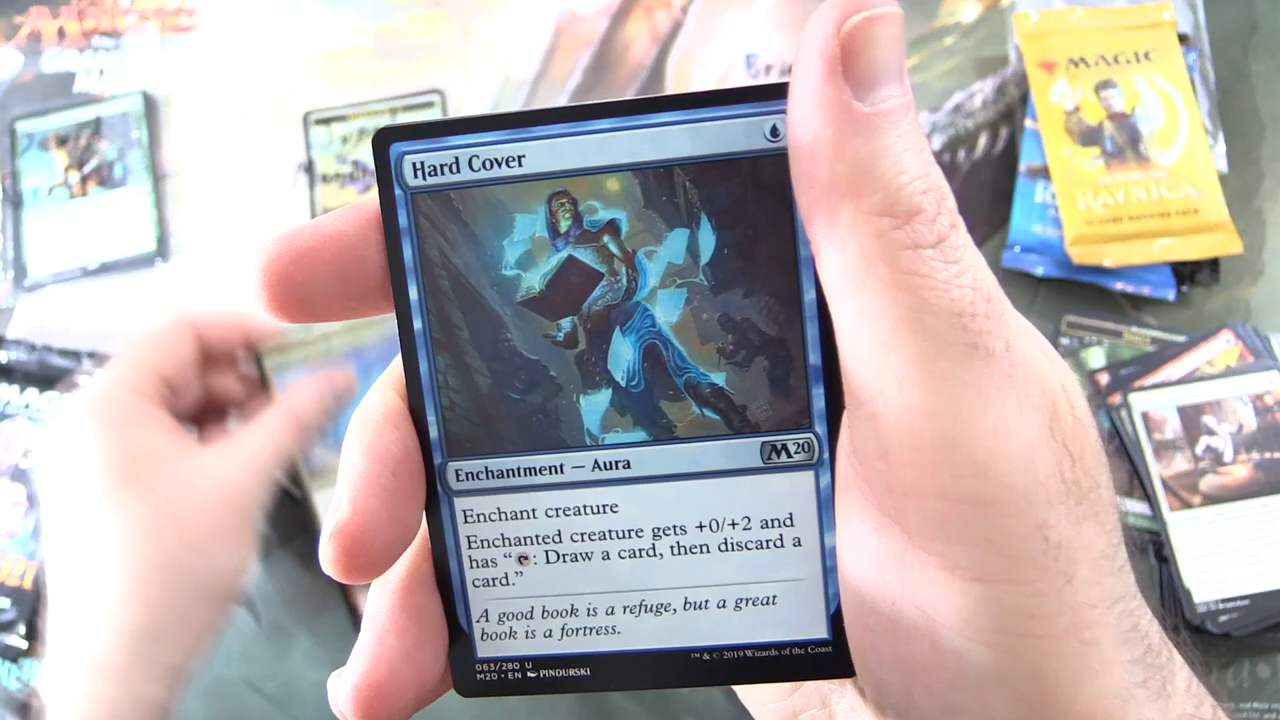 MAGIC
RAVNICA
Hard Cover
Enchantment — Aura
M20
Enchant creature
Enchanted creature gets +0/+2 and
has “: Draw a card, then discard a
card.”
A good book is a refuge, but a great
book is a fortress.
063/280 U
M20 • EN PINDURSKI
™ & © 2019 Wizards of the Coast